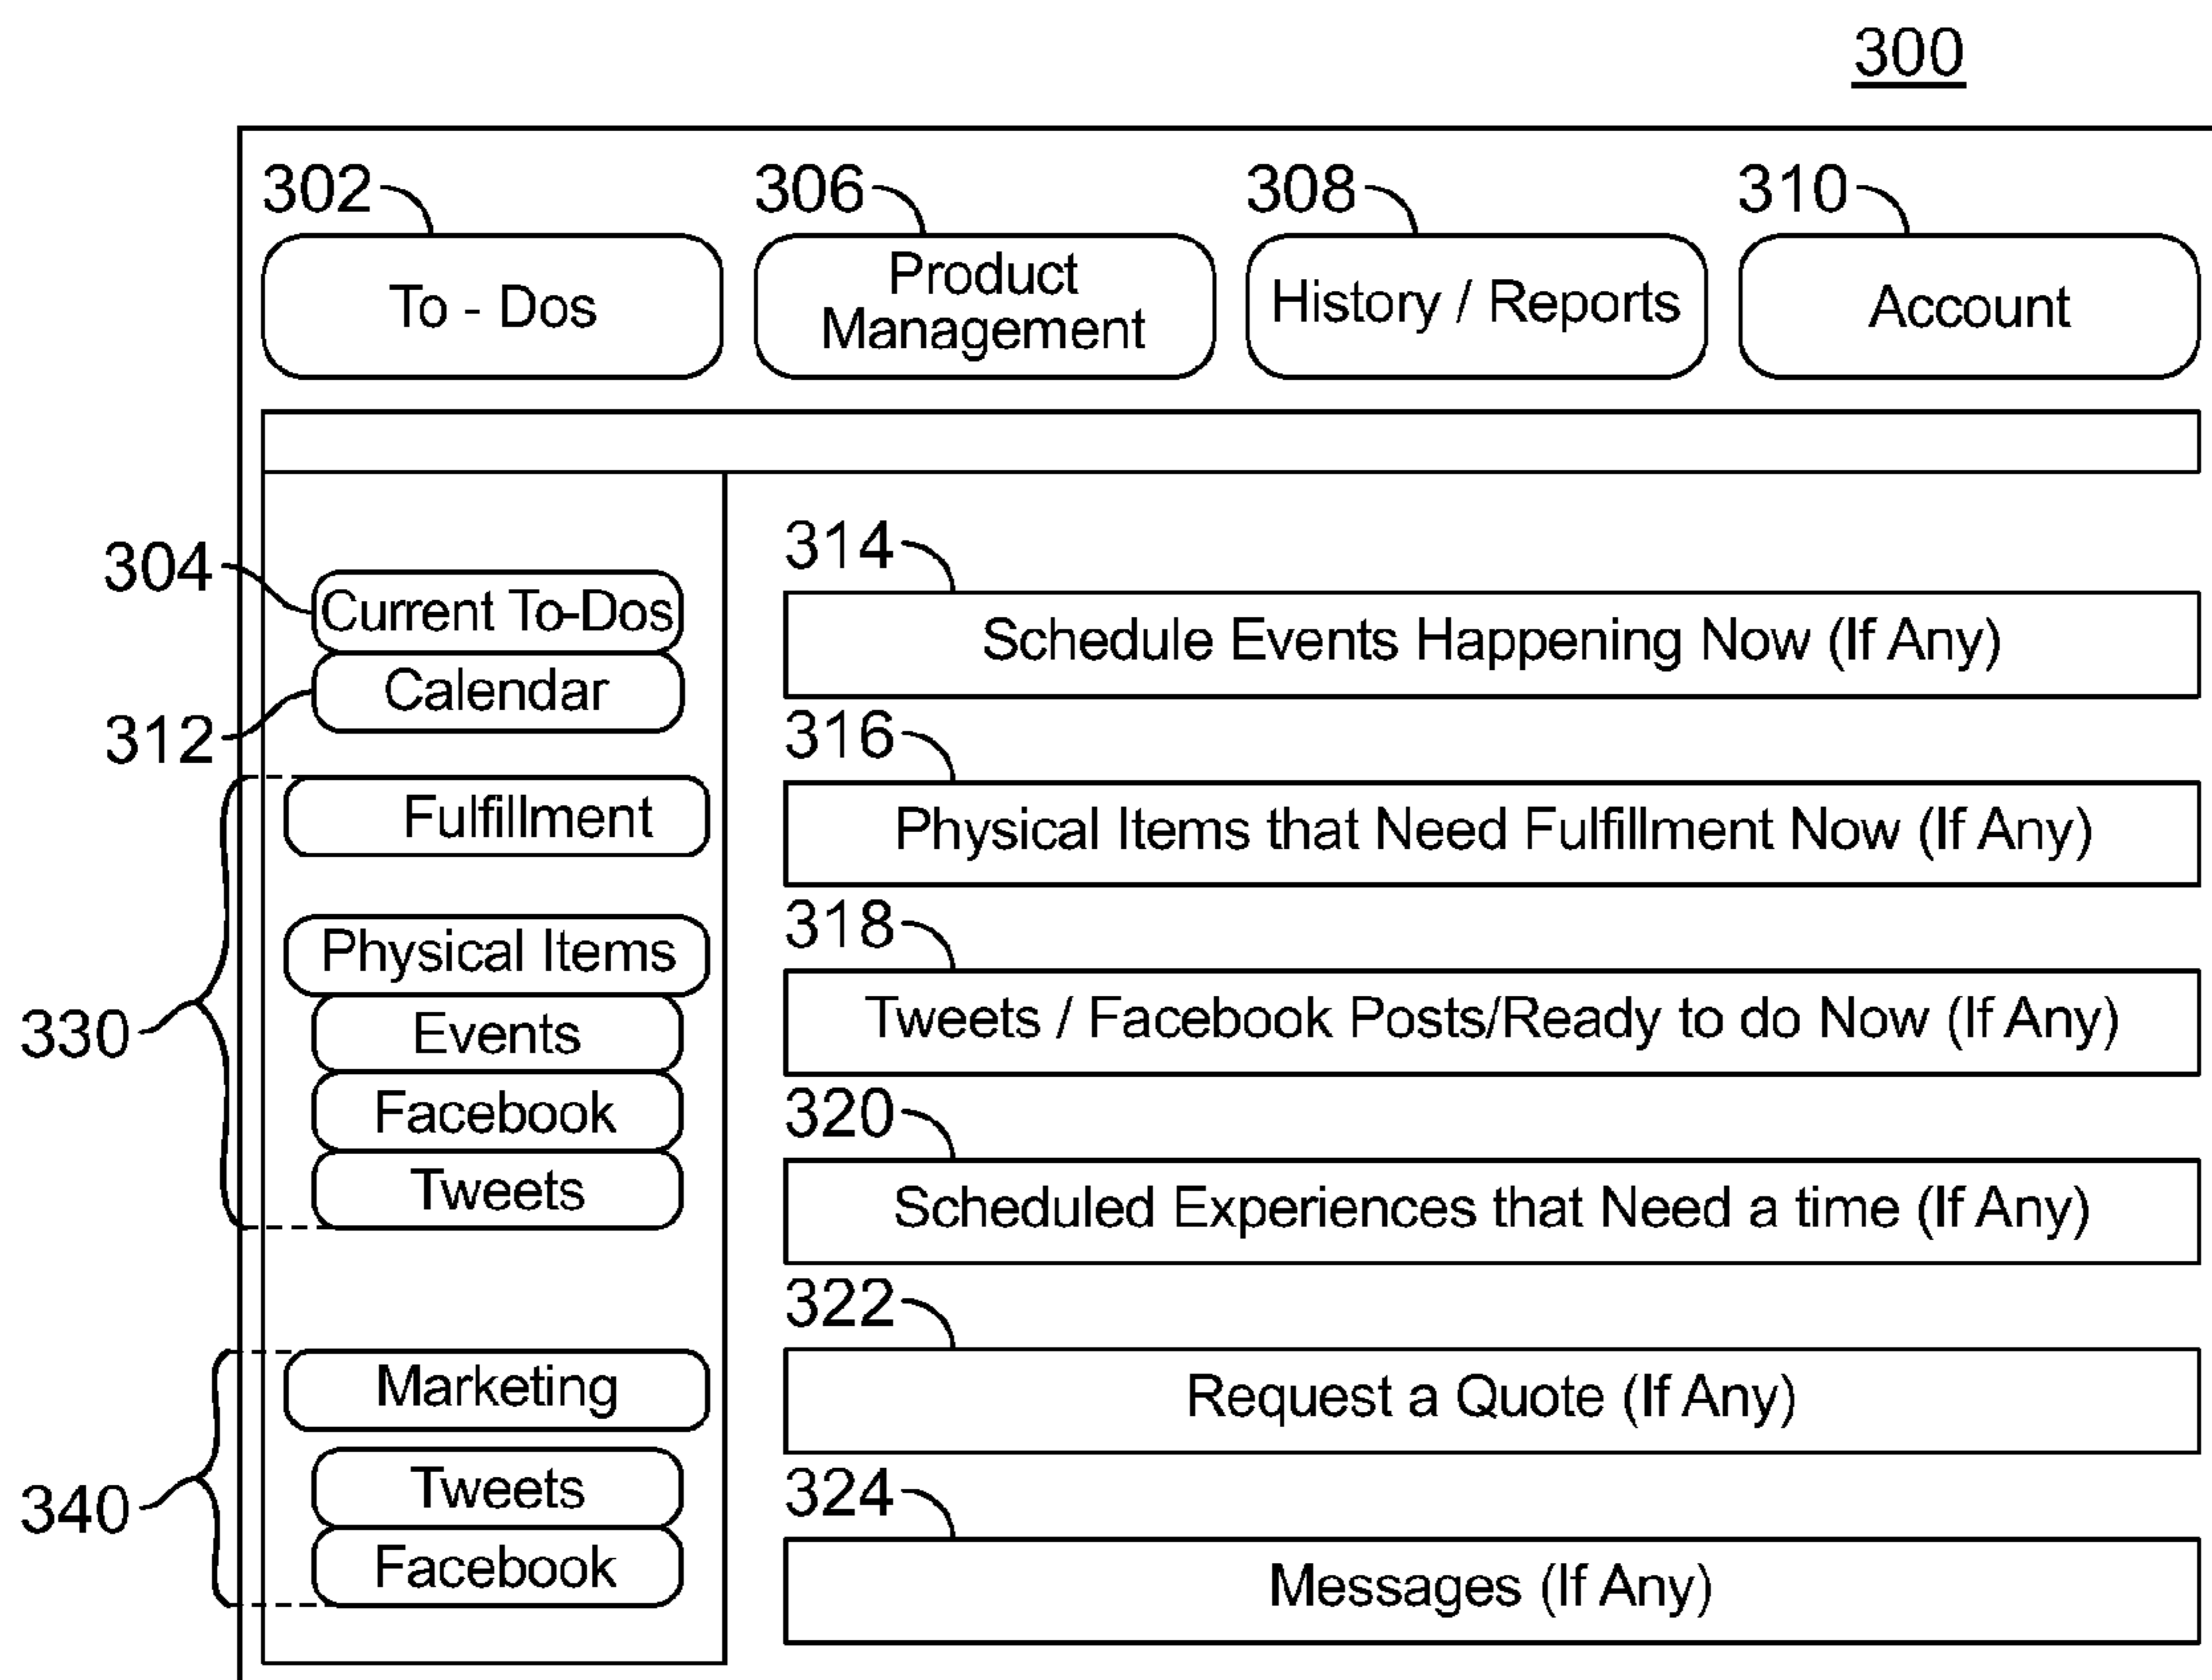 300
302
306
308
310
To - Dos
Product
Management
History / Reports
Account
304
Current To-Dos
312
Calendar
330
Fulfillment
Physical Items
Events
Facebook
Tweets
340
Marketing
Tweets
Facebook
314
Schedule Events Happening Now (If Any)
316
Physical Items that Need Fulfillment Now (If Any)
318
Tweets / Facebook Posts/Ready to do Now (If Any)
320
Scheduled Experiences that Need a time (If Any)
322
Request a Quote (If Any)
324
Messages (If Any)